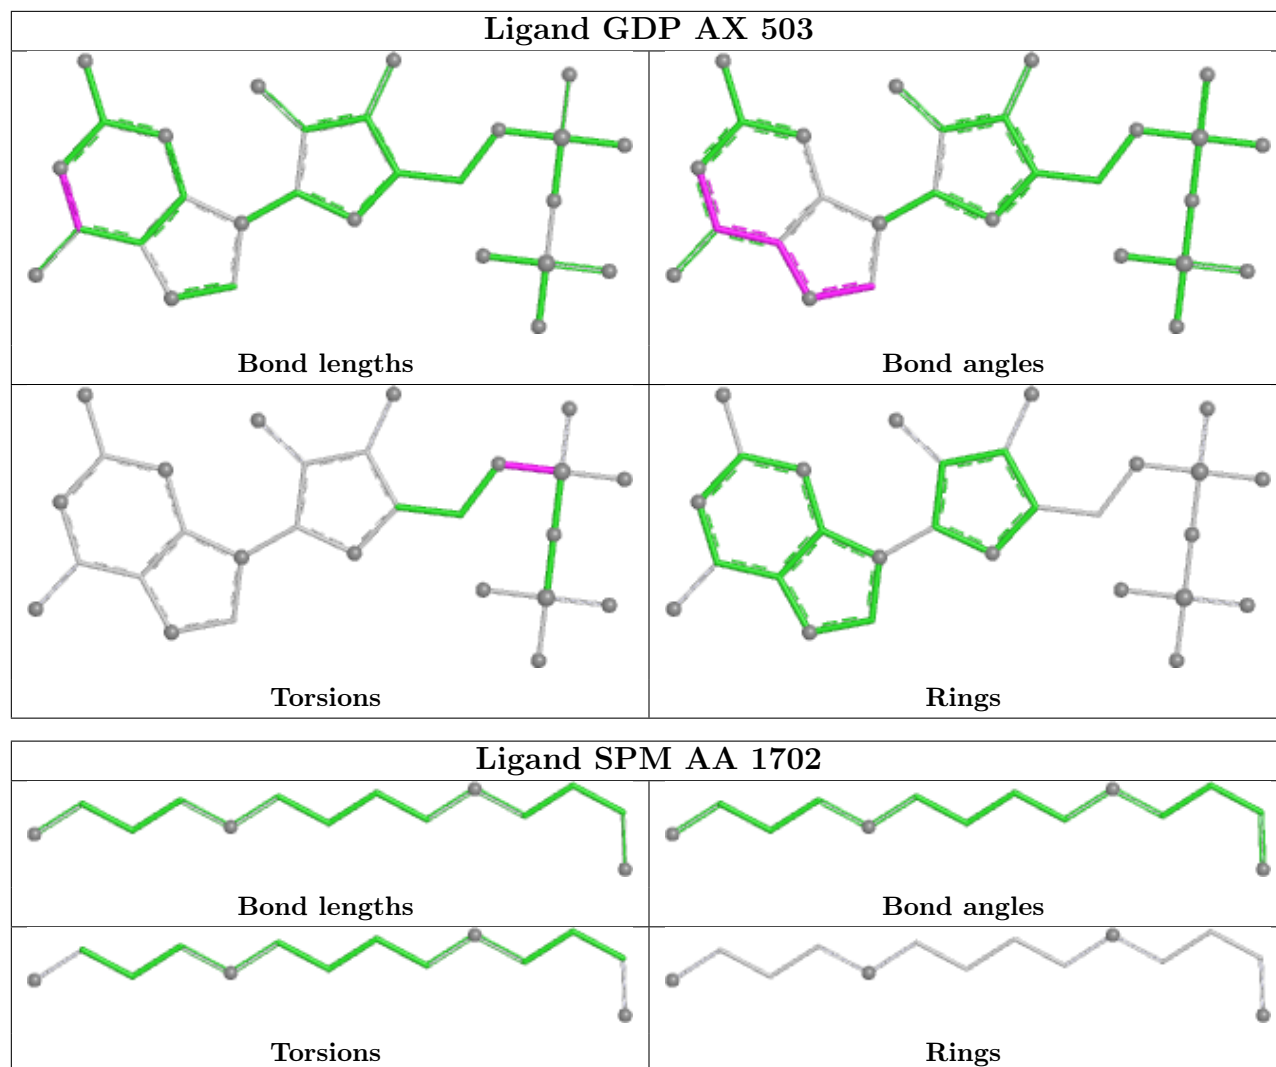 Ligand GDP AX 503
Bond lengths
Bond angles
Torsions
Rings
Ligand SPM AA 1702
Bond lengths
Bond angles
Torsions
Rings